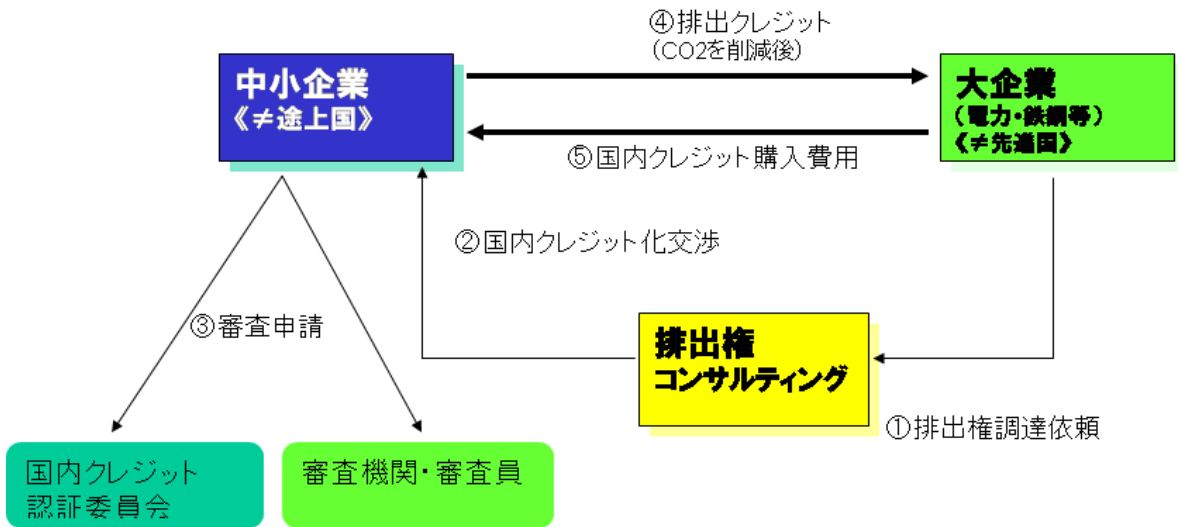 ④排出クレジット
(CO2を削減後)
中小企業
《≠途上国》
大企業
(電力・鉄鋼等)
《≠先進国》
⑤国内クレジット購入費用
②国内クレジット化交渉
③審査申請
排出権
コンサルティング
①排出権調達依頼
国内クレジット
認証委員会
審査機関・審査員